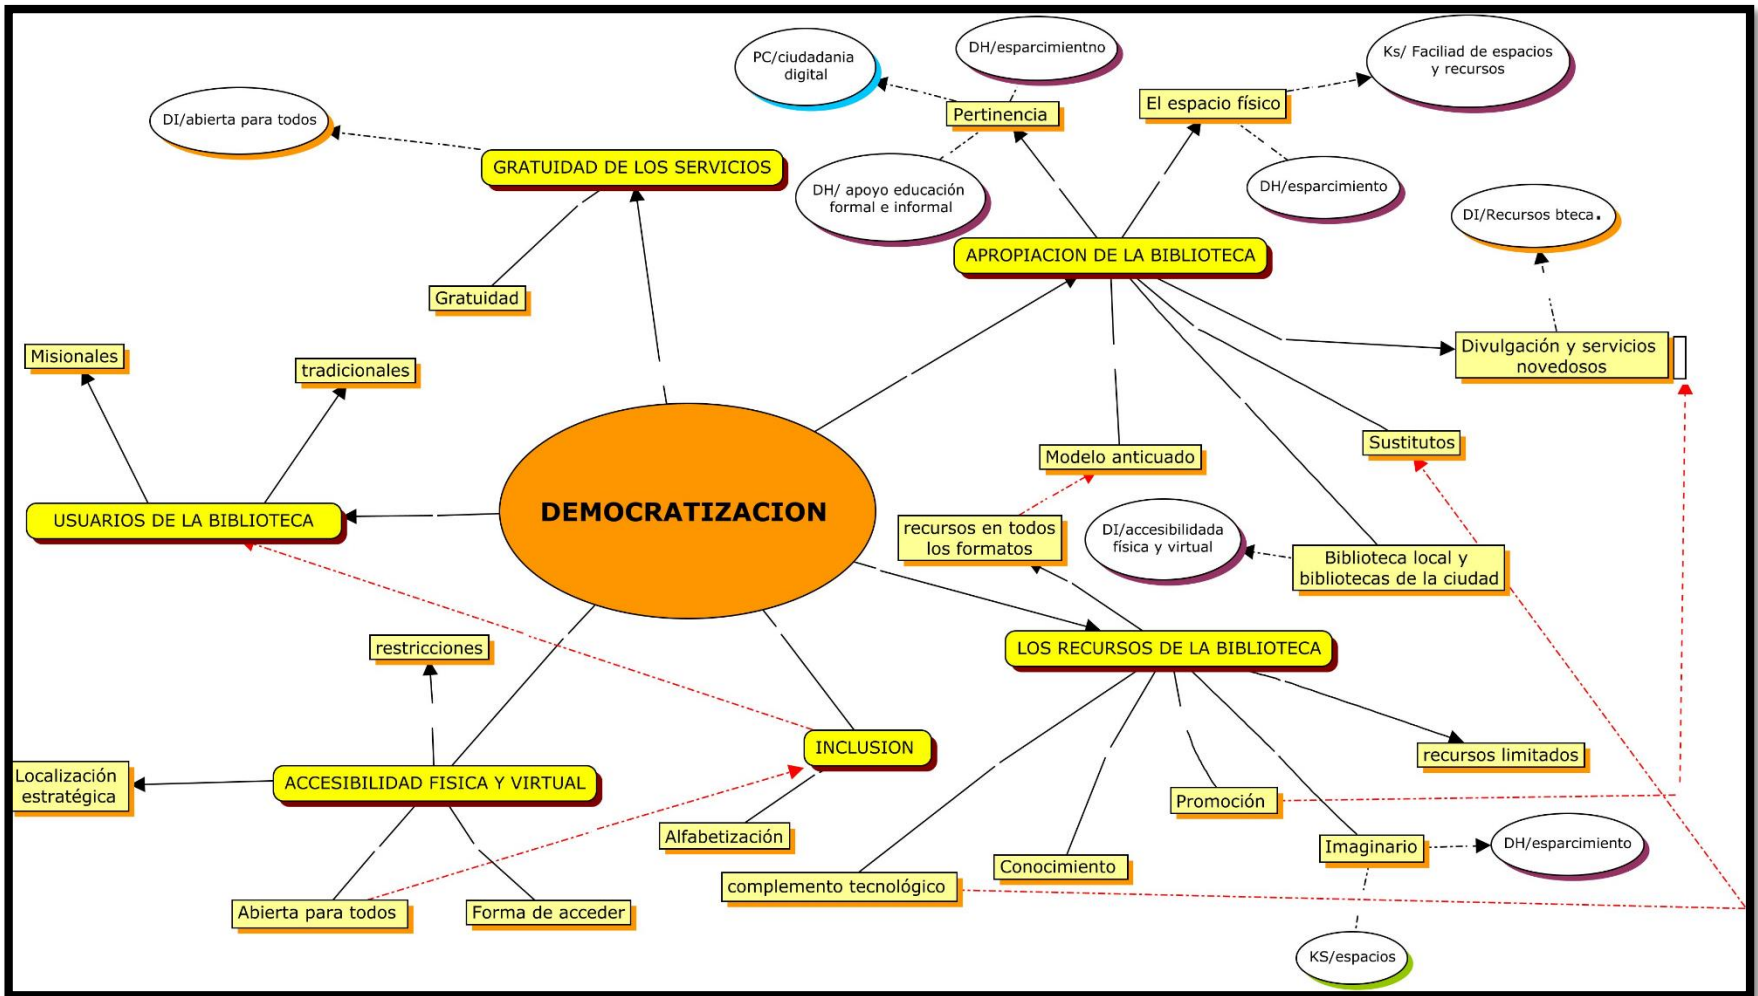 PC/ciudadania
digital
DH/esparcimientno
Ks/ Faciliad de espacios
y recursos
DI/abierta para todos
Pertinencia
El espacio físico
GRATUIDAD DE LOS SERVICIOS
DH/ apoyo educación
formal e informal
DH/esparcimiento
DI/Recursos bteca.
APROPIACION DE LA BIBLIOTECA
Gratuidad
Misionales
tradicionales
Divulgación y servicios
novedosos
Modelo anticuado
Sustitutos
DEMOCRATIZACION
USUARIOS DE LA BIBLIOTECA
recursos en todos
los formatos
DI/accesibilidada
física y virtual
Biblioteca local y
bibliotecas de la ciudad
restricciones
LOS RECURSOS DE LA BIBLIOTECA
INCLUSION
recursos limitados
Localización
estratégica
ACCESIBILIDAD FISICA Y VIRTUAL
Promoción
Alfabetización
Imaginario
DH/esparcimiento
Conocimiento
complemento tecnológico
Abierta para todos
Forma de acceder
KS/espacios